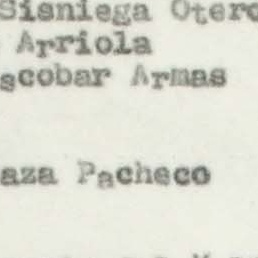 Sisniega Otero
Arriola
scobar Armas
aza Pacheco